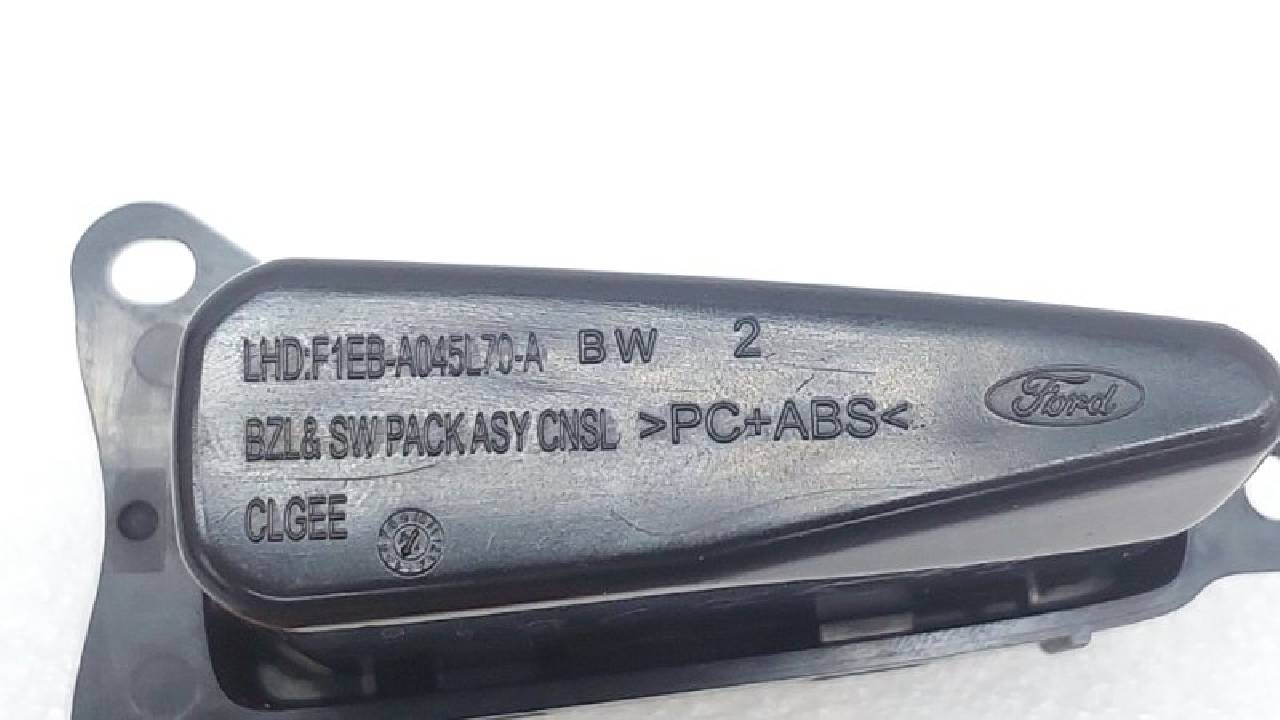 LHD:F1EB-A045L70-A BW 2
BZL& SW PACK ASY CNSL >PC+ABS<
Ford
CLGEE